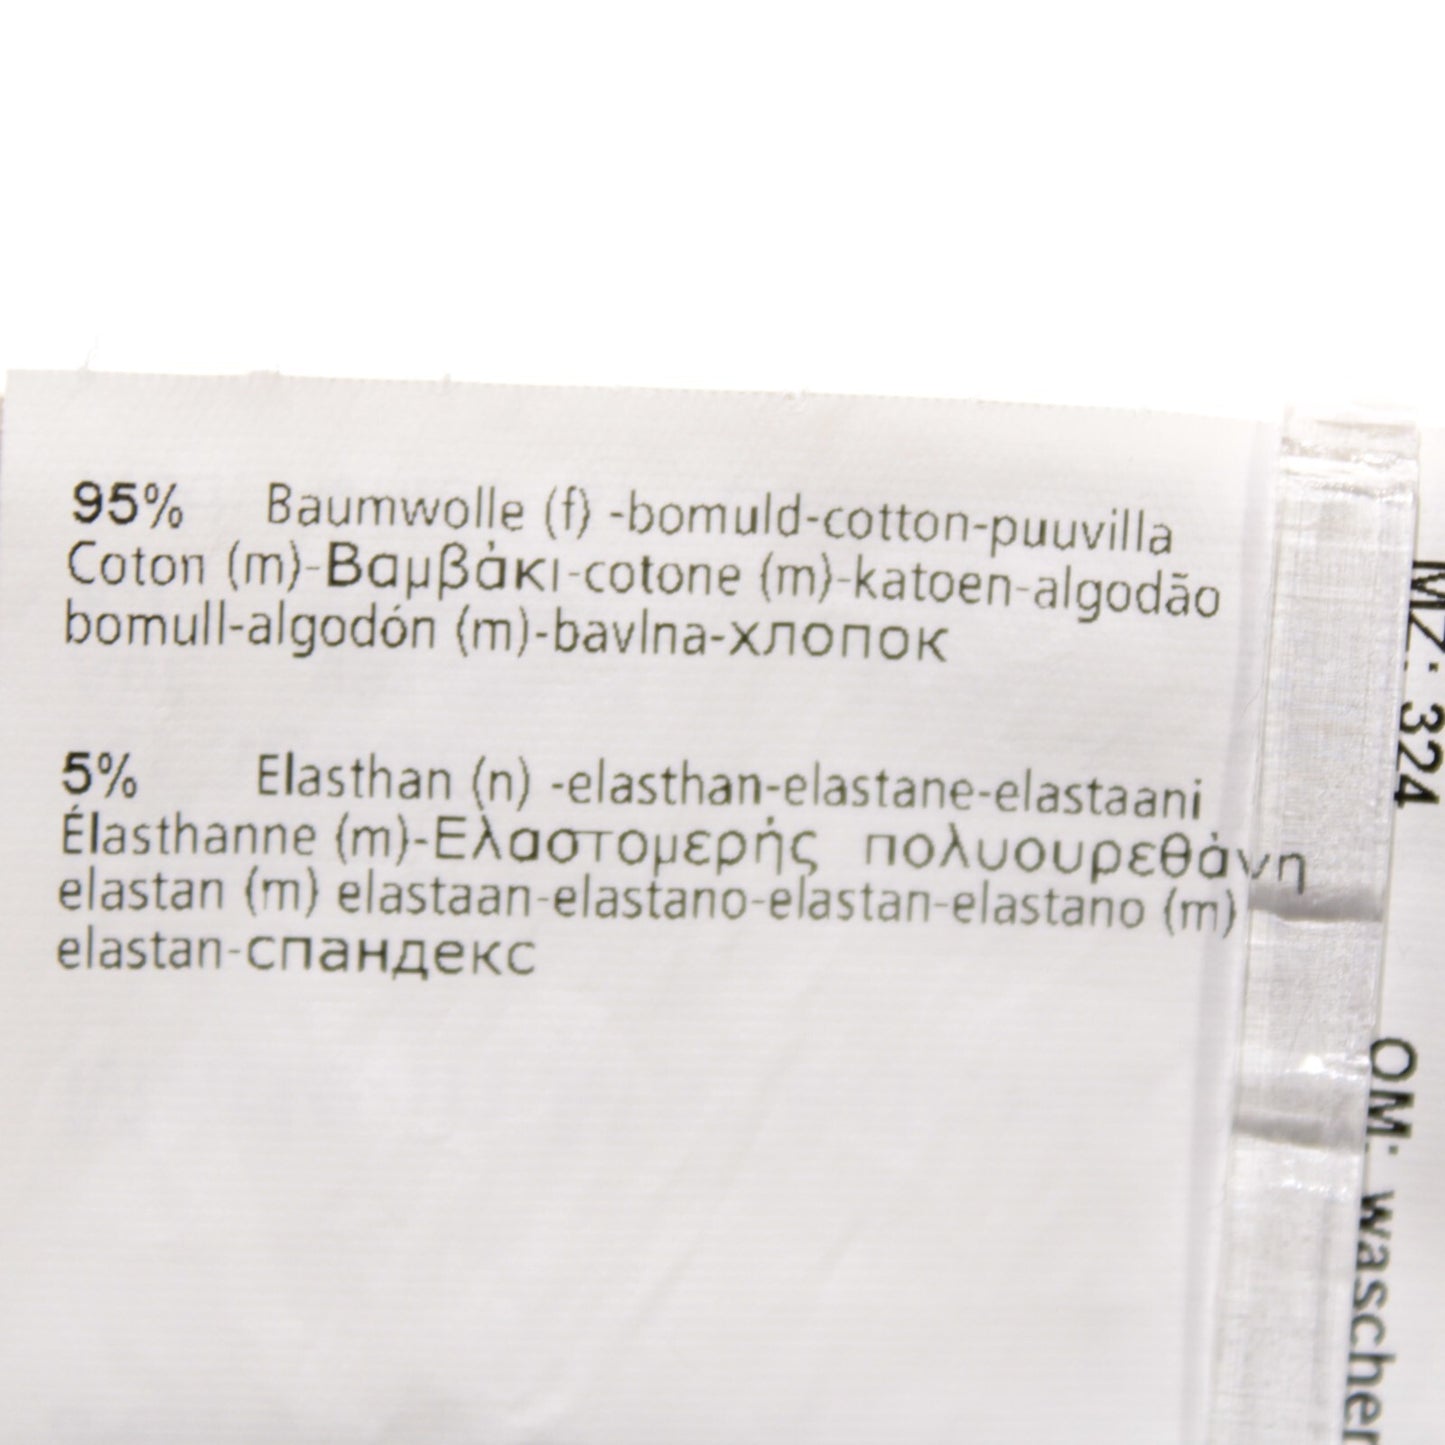 95% Baumwolle (f) -bomuld-cotton-puuvilla
Coton (m)-Βαμβάκι-cotone (m)-katoen-algodão
bomull-algodón (m)-bavlna-хлопок
5% Elasthan (n) -elasthan-elastane-elastaani
Élasthanne (m)-Ελαστομερής πολυουρεθάνη
elastan (m) elastaan-elastano-elastan-elastano (m)
elastan-спандекс
MZ: 324
OM: waschen